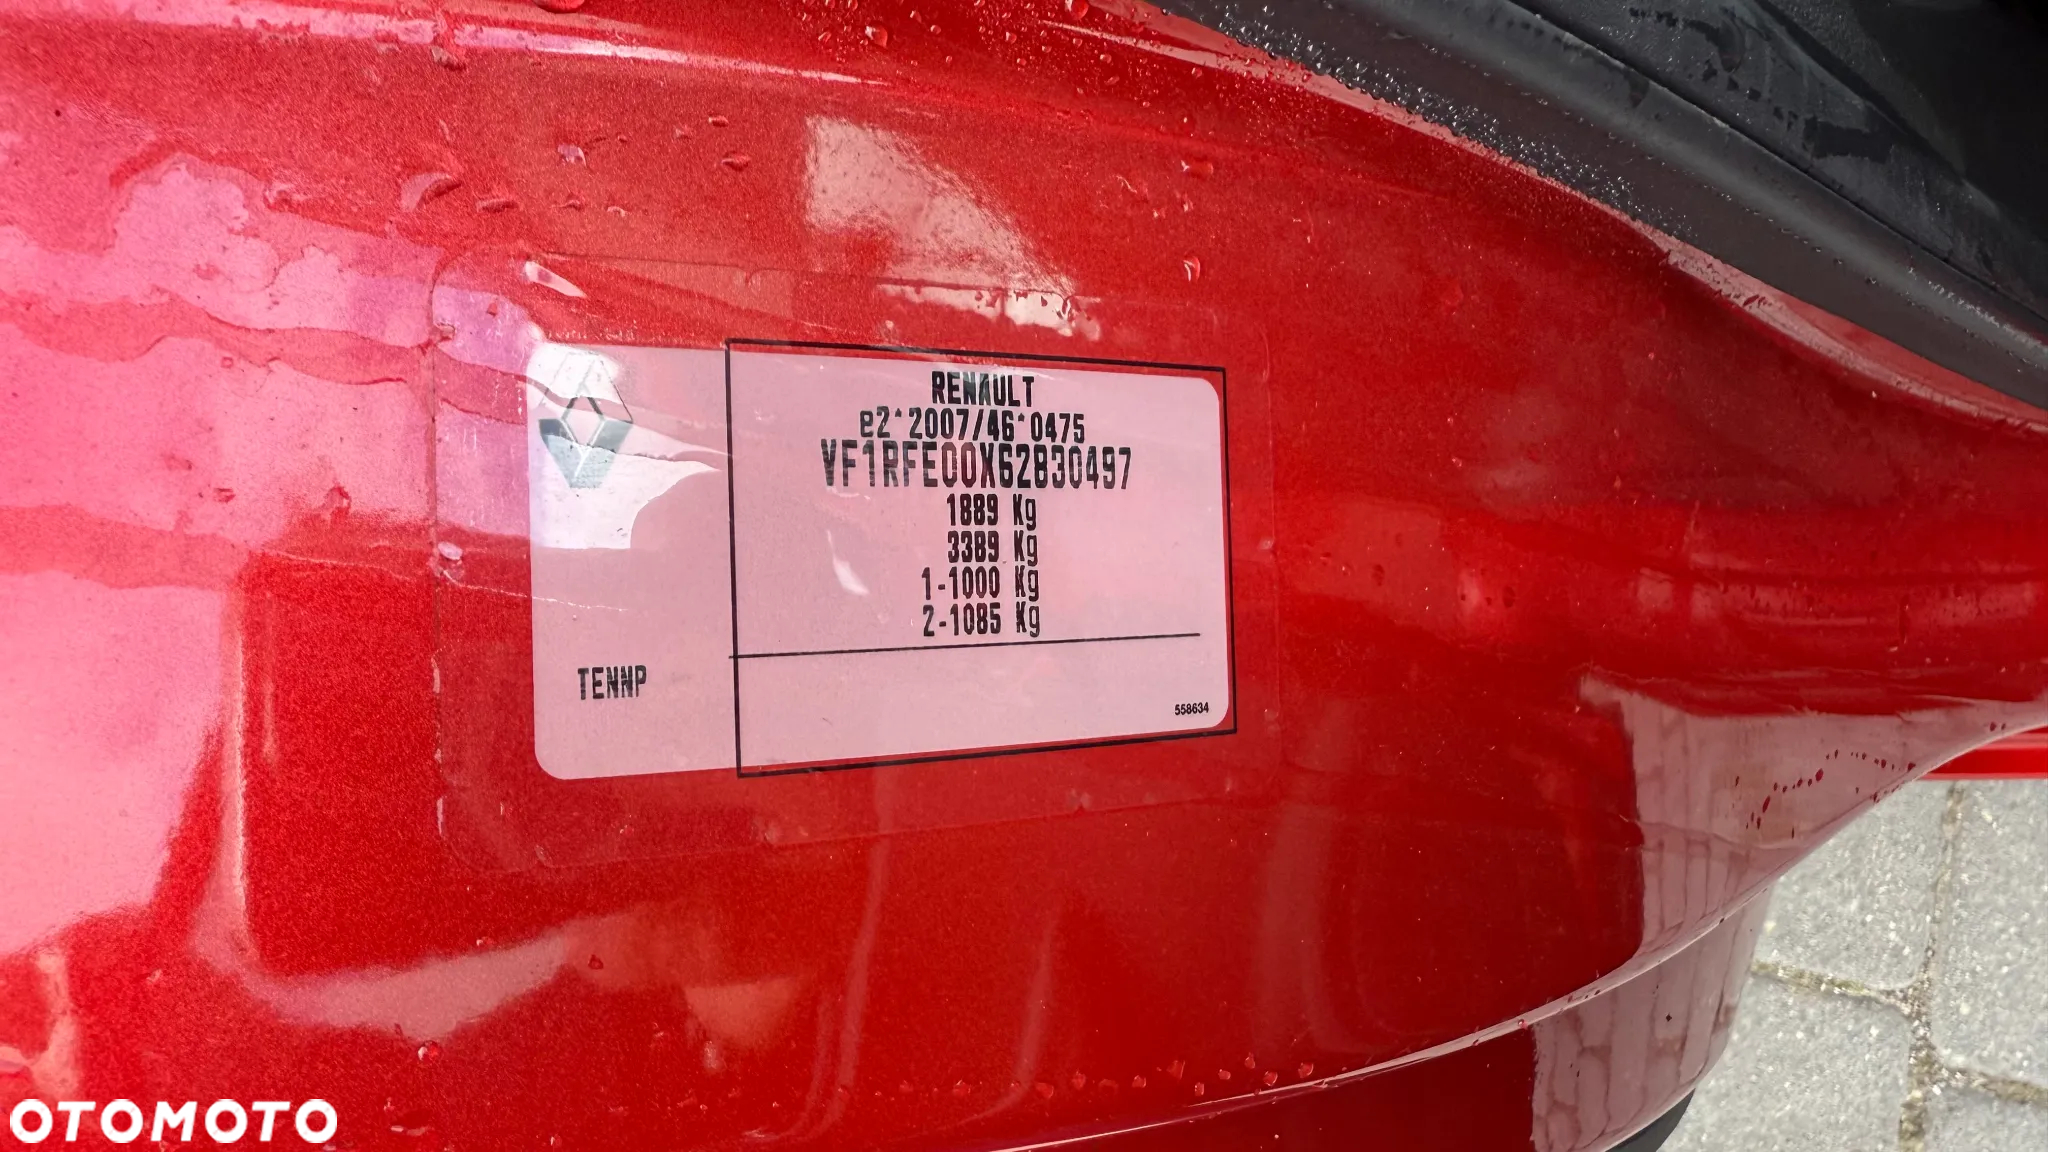 RENAULT
e2*2007/46*0475
VF1RFE00X62830497
1889 Kg
3389 Kg
1-1000 Kg
2-1085 Kg
TENNP
558634
OTOMOTO